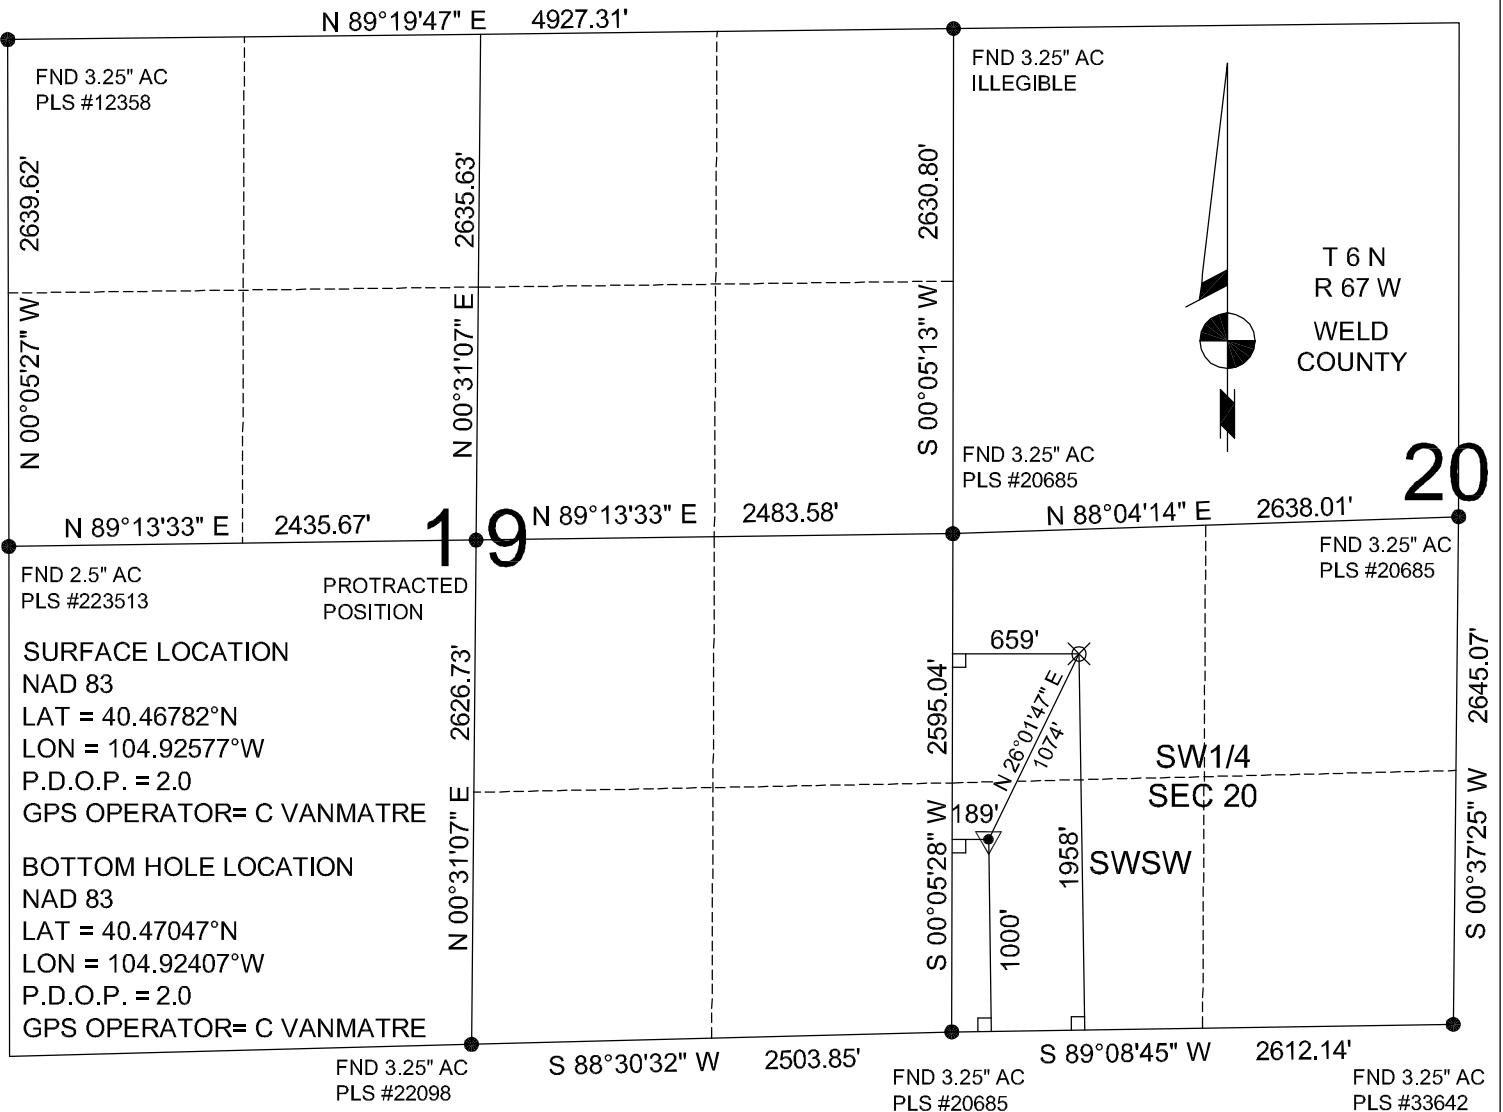 N 89°19'47" E 4927.31'
FND 3.25" AC
PLS #12358
FND 3.25" AC
ILLEGIBLE
2639.62'
N 00°05'27" W
2635.63'
N 00°31'07" E
2630.80'
S 00°05'13" W
T 6 N
R 67 W
WELD
COUNTY
FND 3.25" AC
PLS #20685
20
N 89°13'33" E 2435.67'
19
N 89°13'33" E 2483.58'
N 88°04'14" E 2638.01'
FND 2.5" AC
PLS #223513
PROTRACTED
POSITION
FND 3.25" AC
PLS #20685
SURFACE LOCATION
NAD 83
LAT = 40.46782°N
LON = 104.92577°W
P.D.O.P. = 2.0
GPS OPERATOR= C VANMATRE
BOTTOM HOLE LOCATION
NAD 83
LAT = 40.47047°N
LON = 104.92407°W
P.D.O.P. = 2.0
GPS OPERATOR= C VANMATRE
2626.73'
N 00°31'07" E
2595.04'
S 00°05'28" W
659'
N 26°01'47" E
1074'
189'
1000'
1958'
SW1/4
SEC 20
SWSW
2645.07'
S 00°37'25" W
FND 3.25" AC
PLS #22098
S 88°30'32" W 2503.85'
FND 3.25" AC
PLS #20685
S 89°08'45" W 2612.14'
FND 3.25" AC
PLS #33642